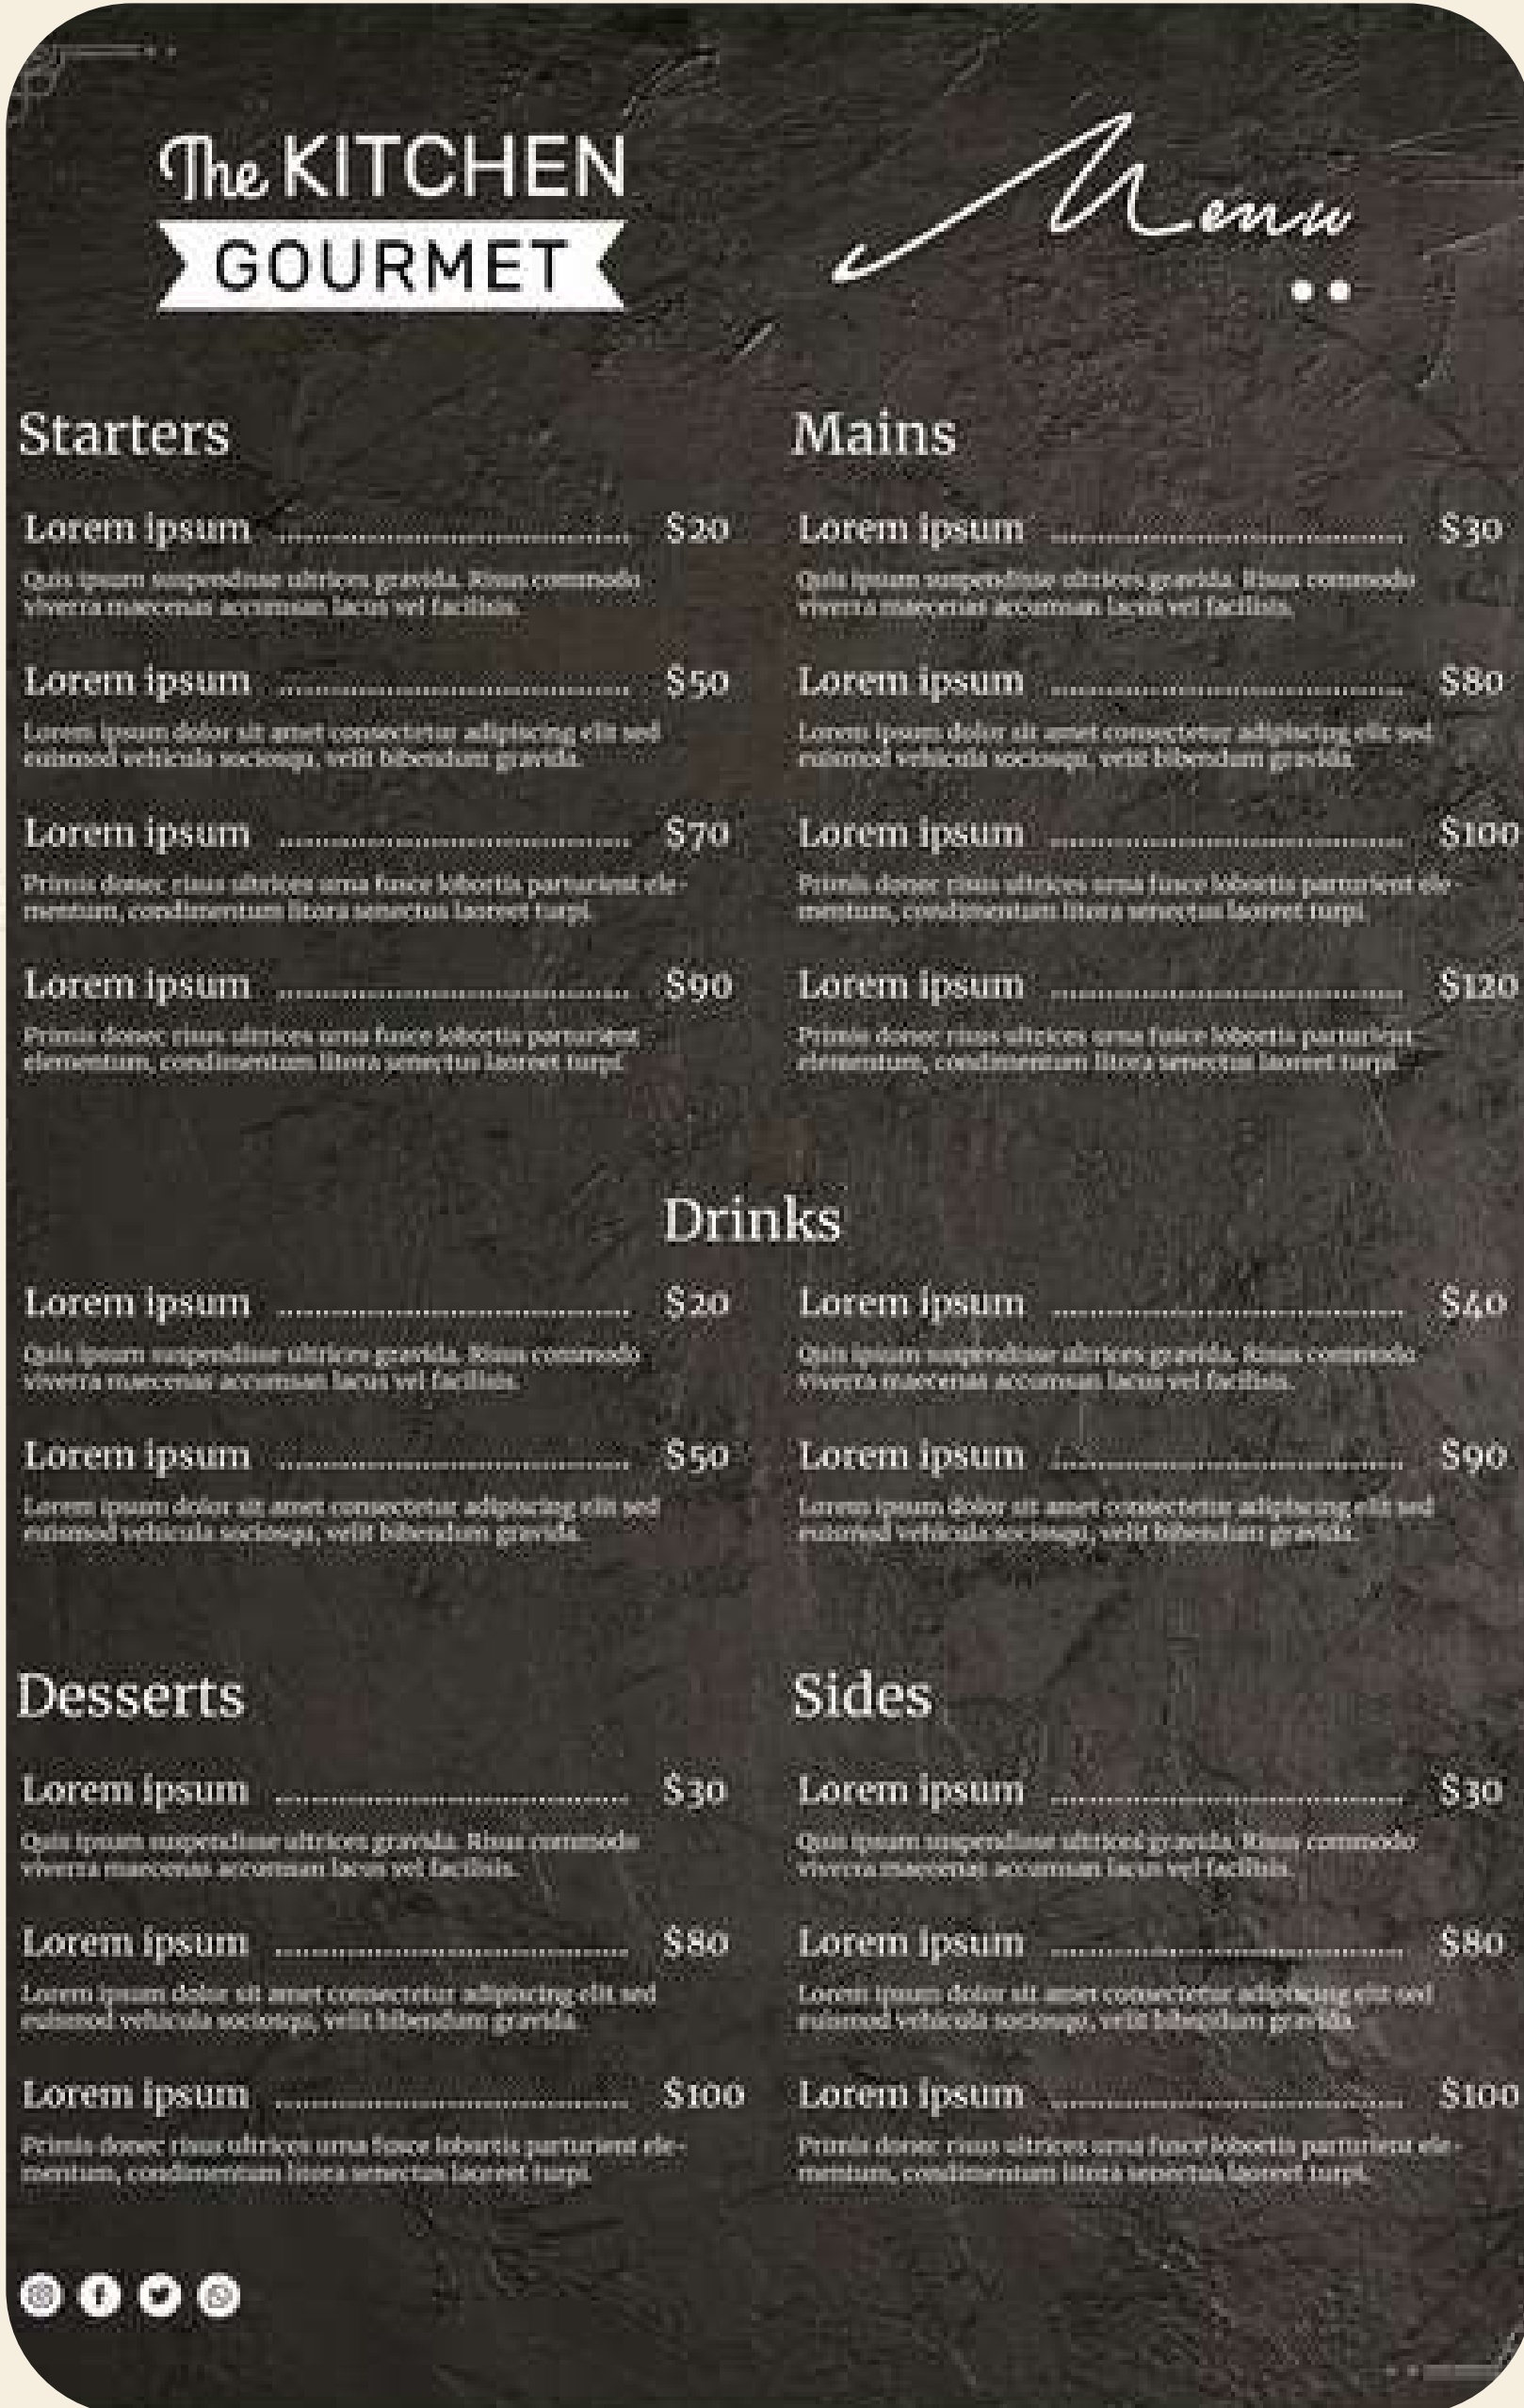 The KITCHEN
GOURMET
Menu
Starters
Lorem ipsum ........ $20
Quis ipsum suspendisse ultrices gravida. Risus commodo
viverra maecenas accumsan lacus vel facilisis.
Lorem ipsum ........ $50
Lorem ipsum dolor sit amet consectetur adipiscing elit sed
euismod vehicula sociosqu, velit bibendum gravida.
Lorem ipsum ........ $70
Primis donec risus ultrices urna fusce lobortis parturient ele-
mentum, condimentum litora senectus laoreet turpi.
Lorem ipsum ........ $90
Primis donec risus ultrices urna fusce lobortis parturient
elementum, condimentum litora senectus laoreet turpi.
Mains
Lorem ipsum ........ $30
Quis ipsum suspendisse ultrices gravida. Risus commodo
viverra maecenas accumsan lacus vel facilisis.
Lorem ipsum ........ $80
Lorem ipsum dolor sit amet consectetur adipiscing elit sed
euismod vehicula sociosqu, velit bibendum gravida.
Lorem ipsum ........ $100
Primis donec risus ultrices urna fusce lobortis parturient ele-
mentum, condimentum litora senectus laoreet turpi.
Lorem ipsum ........ $120
Primis donec risus ultrices urna fusce lobortis parturient
elementum, condimentum litora senectus laoreet turpi.
Drinks
Lorem ipsum ........ $20
Quis ipsum suspendisse ultrices gravida. Risus commodo
viverra maecenas accumsan lacus vel facilisis.
Lorem ipsum ........ $50
Lorem ipsum dolor sit amet consectetur adipiscing elit sed
euismod vehicula sociosqu, velit bibendum gravida.
Lorem ipsum ........ $40
Quis ipsum suspendisse ultrices gravida. Risus commodo
viverra maecenas accumsan lacus vel facilisis.
Lorem ipsum ........ $90
Lorem ipsum dolor sit amet consectetur adipiscing elit sed
euismod vehicula sociosqu, velit bibendum gravida.
Desserts
Lorem ipsum ........ $30
Quis ipsum suspendisse ultrices gravida. Risus commodo
viverra maecenas accumsan lacus vel facilisis.
Lorem ipsum ........ $80
Lorem ipsum dolor sit amet consectetur adipiscing elit sed
euismod vehicula sociosqu, velit bibendum gravida.
Lorem ipsum ........ $100
Primis donec risus ultrices urna fusce lobortis parturient ele-
mentum, condimentum litora senectus laoreet turpi.
Sides
Lorem ipsum ........ $30
Quis ipsum suspendisse ultrices gravida. Risus commodo
viverra maecenas accumsan lacus vel facilisis.
Lorem ipsum ........ $80
Lorem ipsum dolor sit amet consectetur adipiscing elit sed
euismod vehicula sociosqu, velit bibendum gravida.
Lorem ipsum ........ $100
Primis donec risus ultrices urna fusce lobortis parturient ele-
mentum, condimentum litora senectus laoreet turpi.